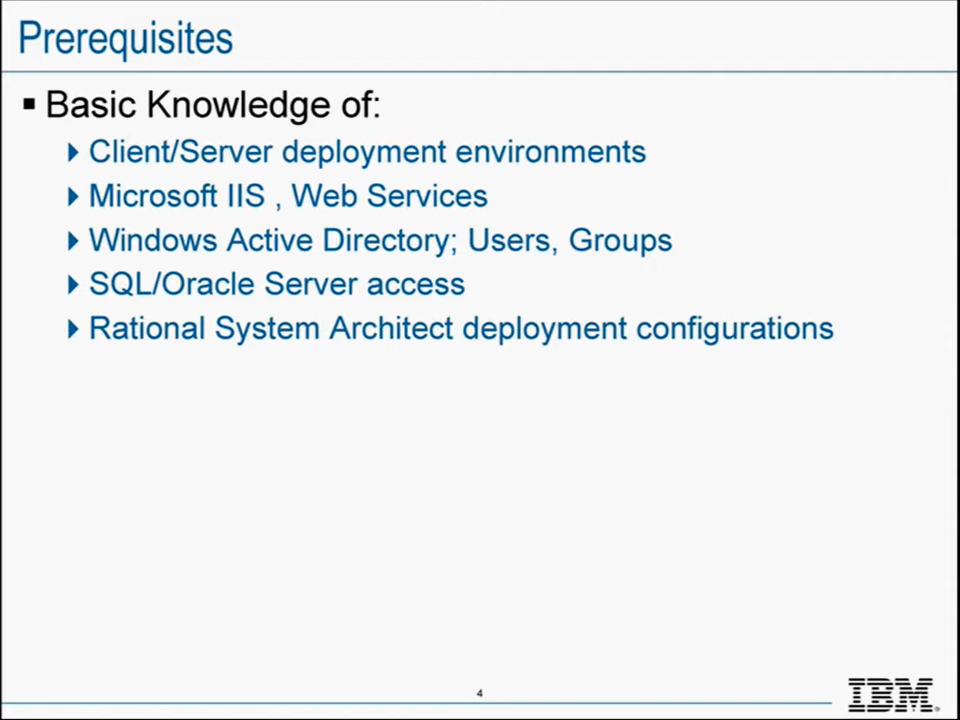 Prerequisites
Basic Knowledge of:
Client/Server deployment environments
Microsoft IIS , Web Services
Windows Active Directory; Users, Groups
SQL/Oracle Server access
Rational System Architect deployment configurations
4
IBM®